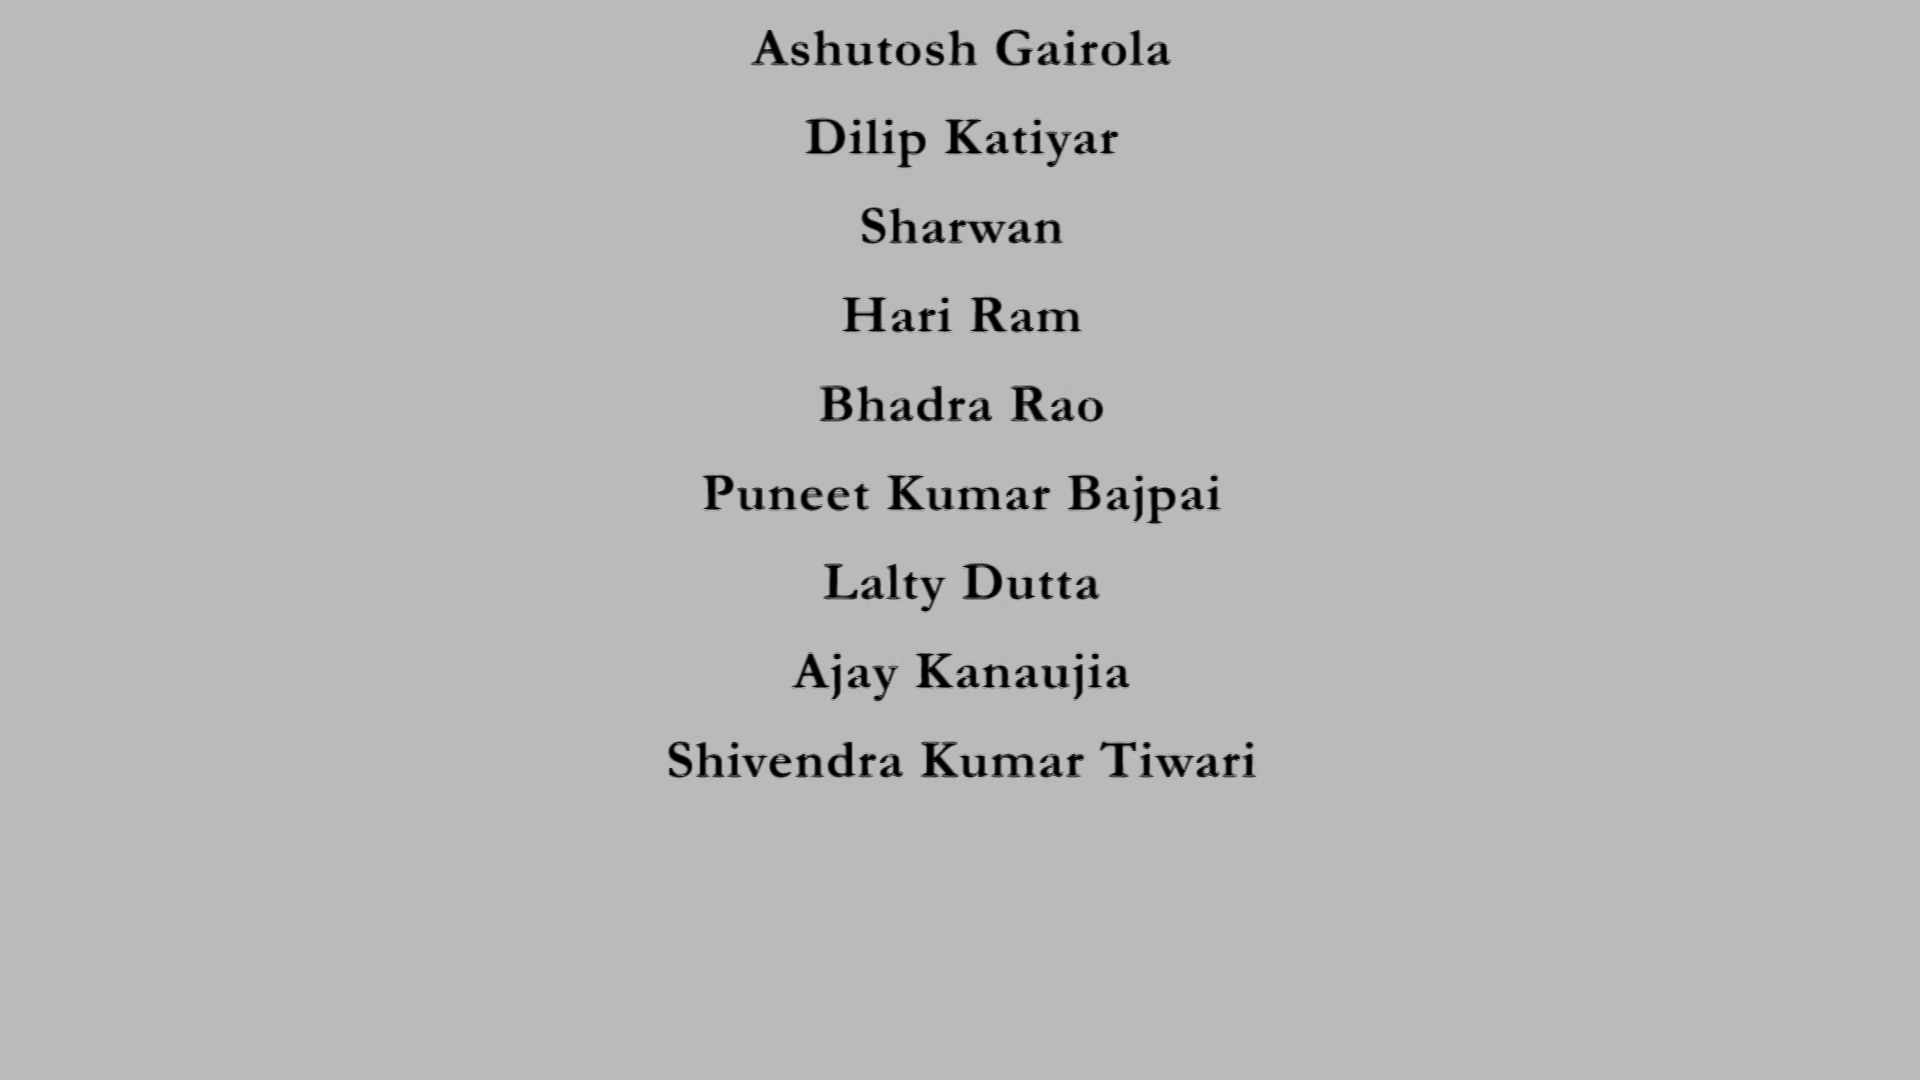 Ashutosh Gairola
Dilip Katiyar
Sharwan
Hari Ram
Bhadra Rao
Puneet Kumar Bajpai
Lalty Dutta
Ajay Kanaujia
Shivendra Kumar Tiwari